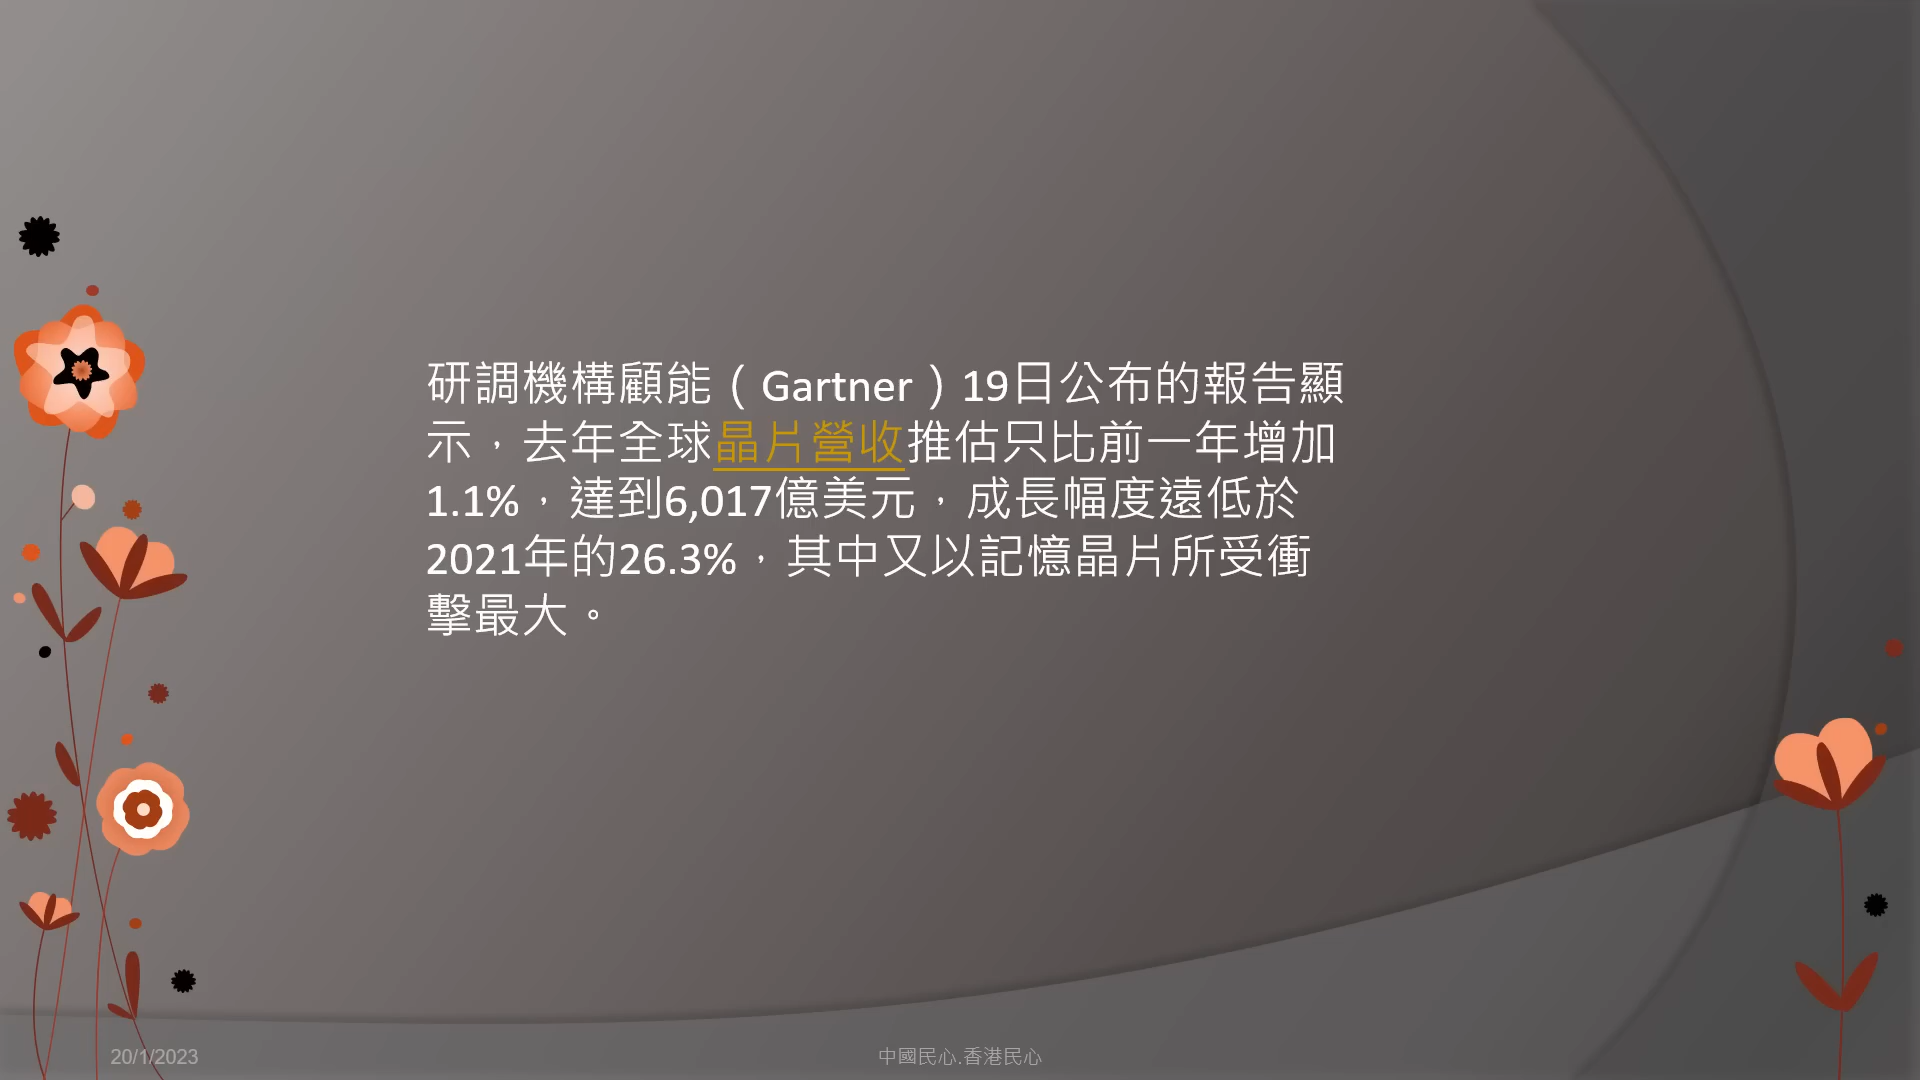 研調機構顧能（Gartner）19日公布的報告顯
示，去年全球晶片營收推估只比前一年增加
1.1%，達到6,017億美元，成長幅度遠低於
2021年的26.3%，其中又以記憶晶片所受衝
擊最大。
20/1/2023
中國民心.香港民心